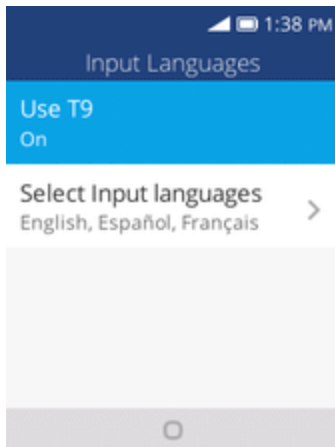 1:38 PM
Input Languages
Use T9
On
Select Input languages
English, Español, Français